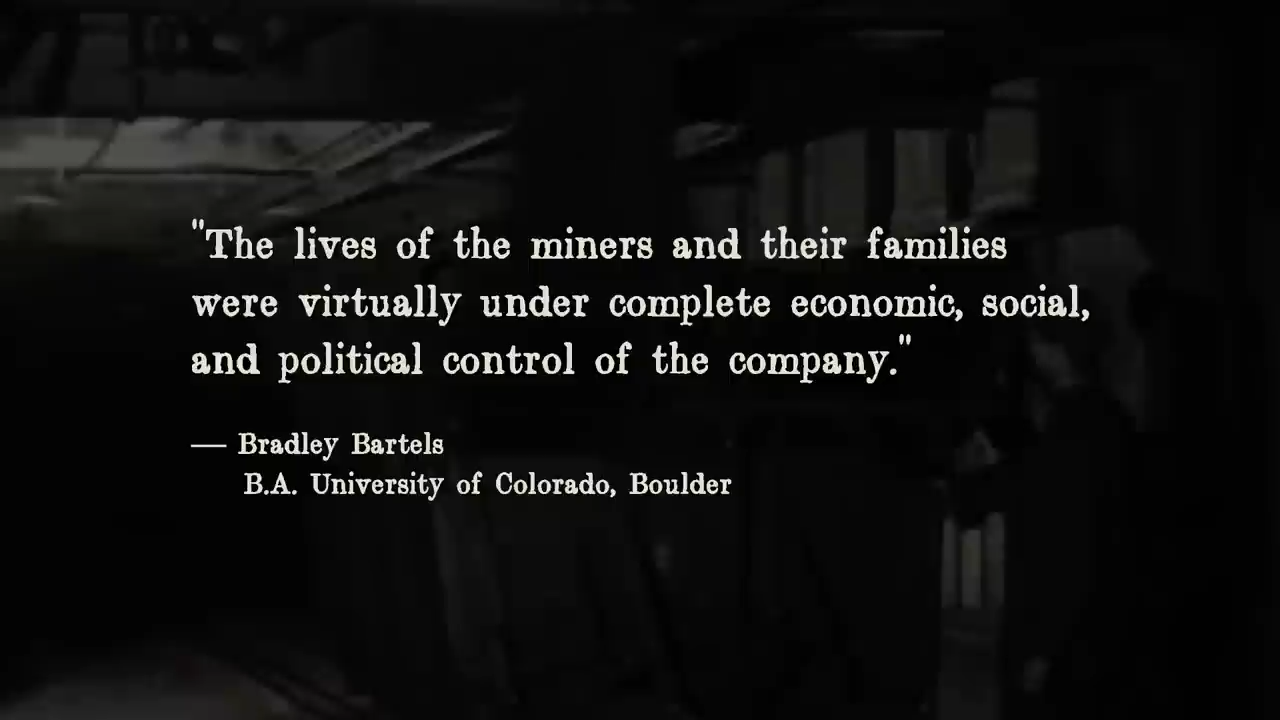 "The lives of the miners and their families
were virtually under complete economic, social,
and political control of the company."
— Bradley Bartels
B.A. University of Colorado, Boulder